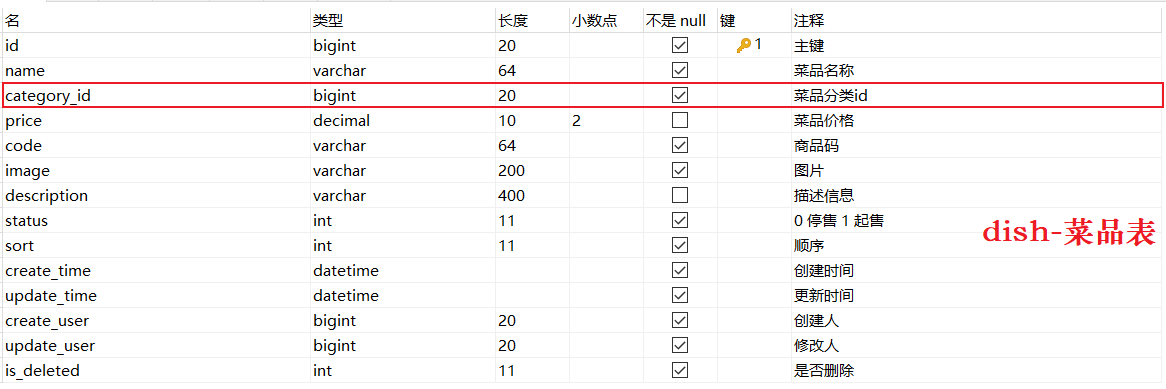 名 类型 长度 小数点 不是 null 键 注释
id bigint 20 1 主键
name varchar 64 菜品名称
category_id bigint 20 菜品分类id
price decimal 10 2 菜品价格
code varchar 64 商品码
image varchar 200 图片
description varchar 400 描述信息
status int 11 0 停售 1 起售
sort int 11 顺序
create_time datetime 创建时间
update_time datetime 更新时间
create_user bigint 20 创建人
update_user bigint 20 修改人
is_deleted int 11 是否删除
dish-菜品表